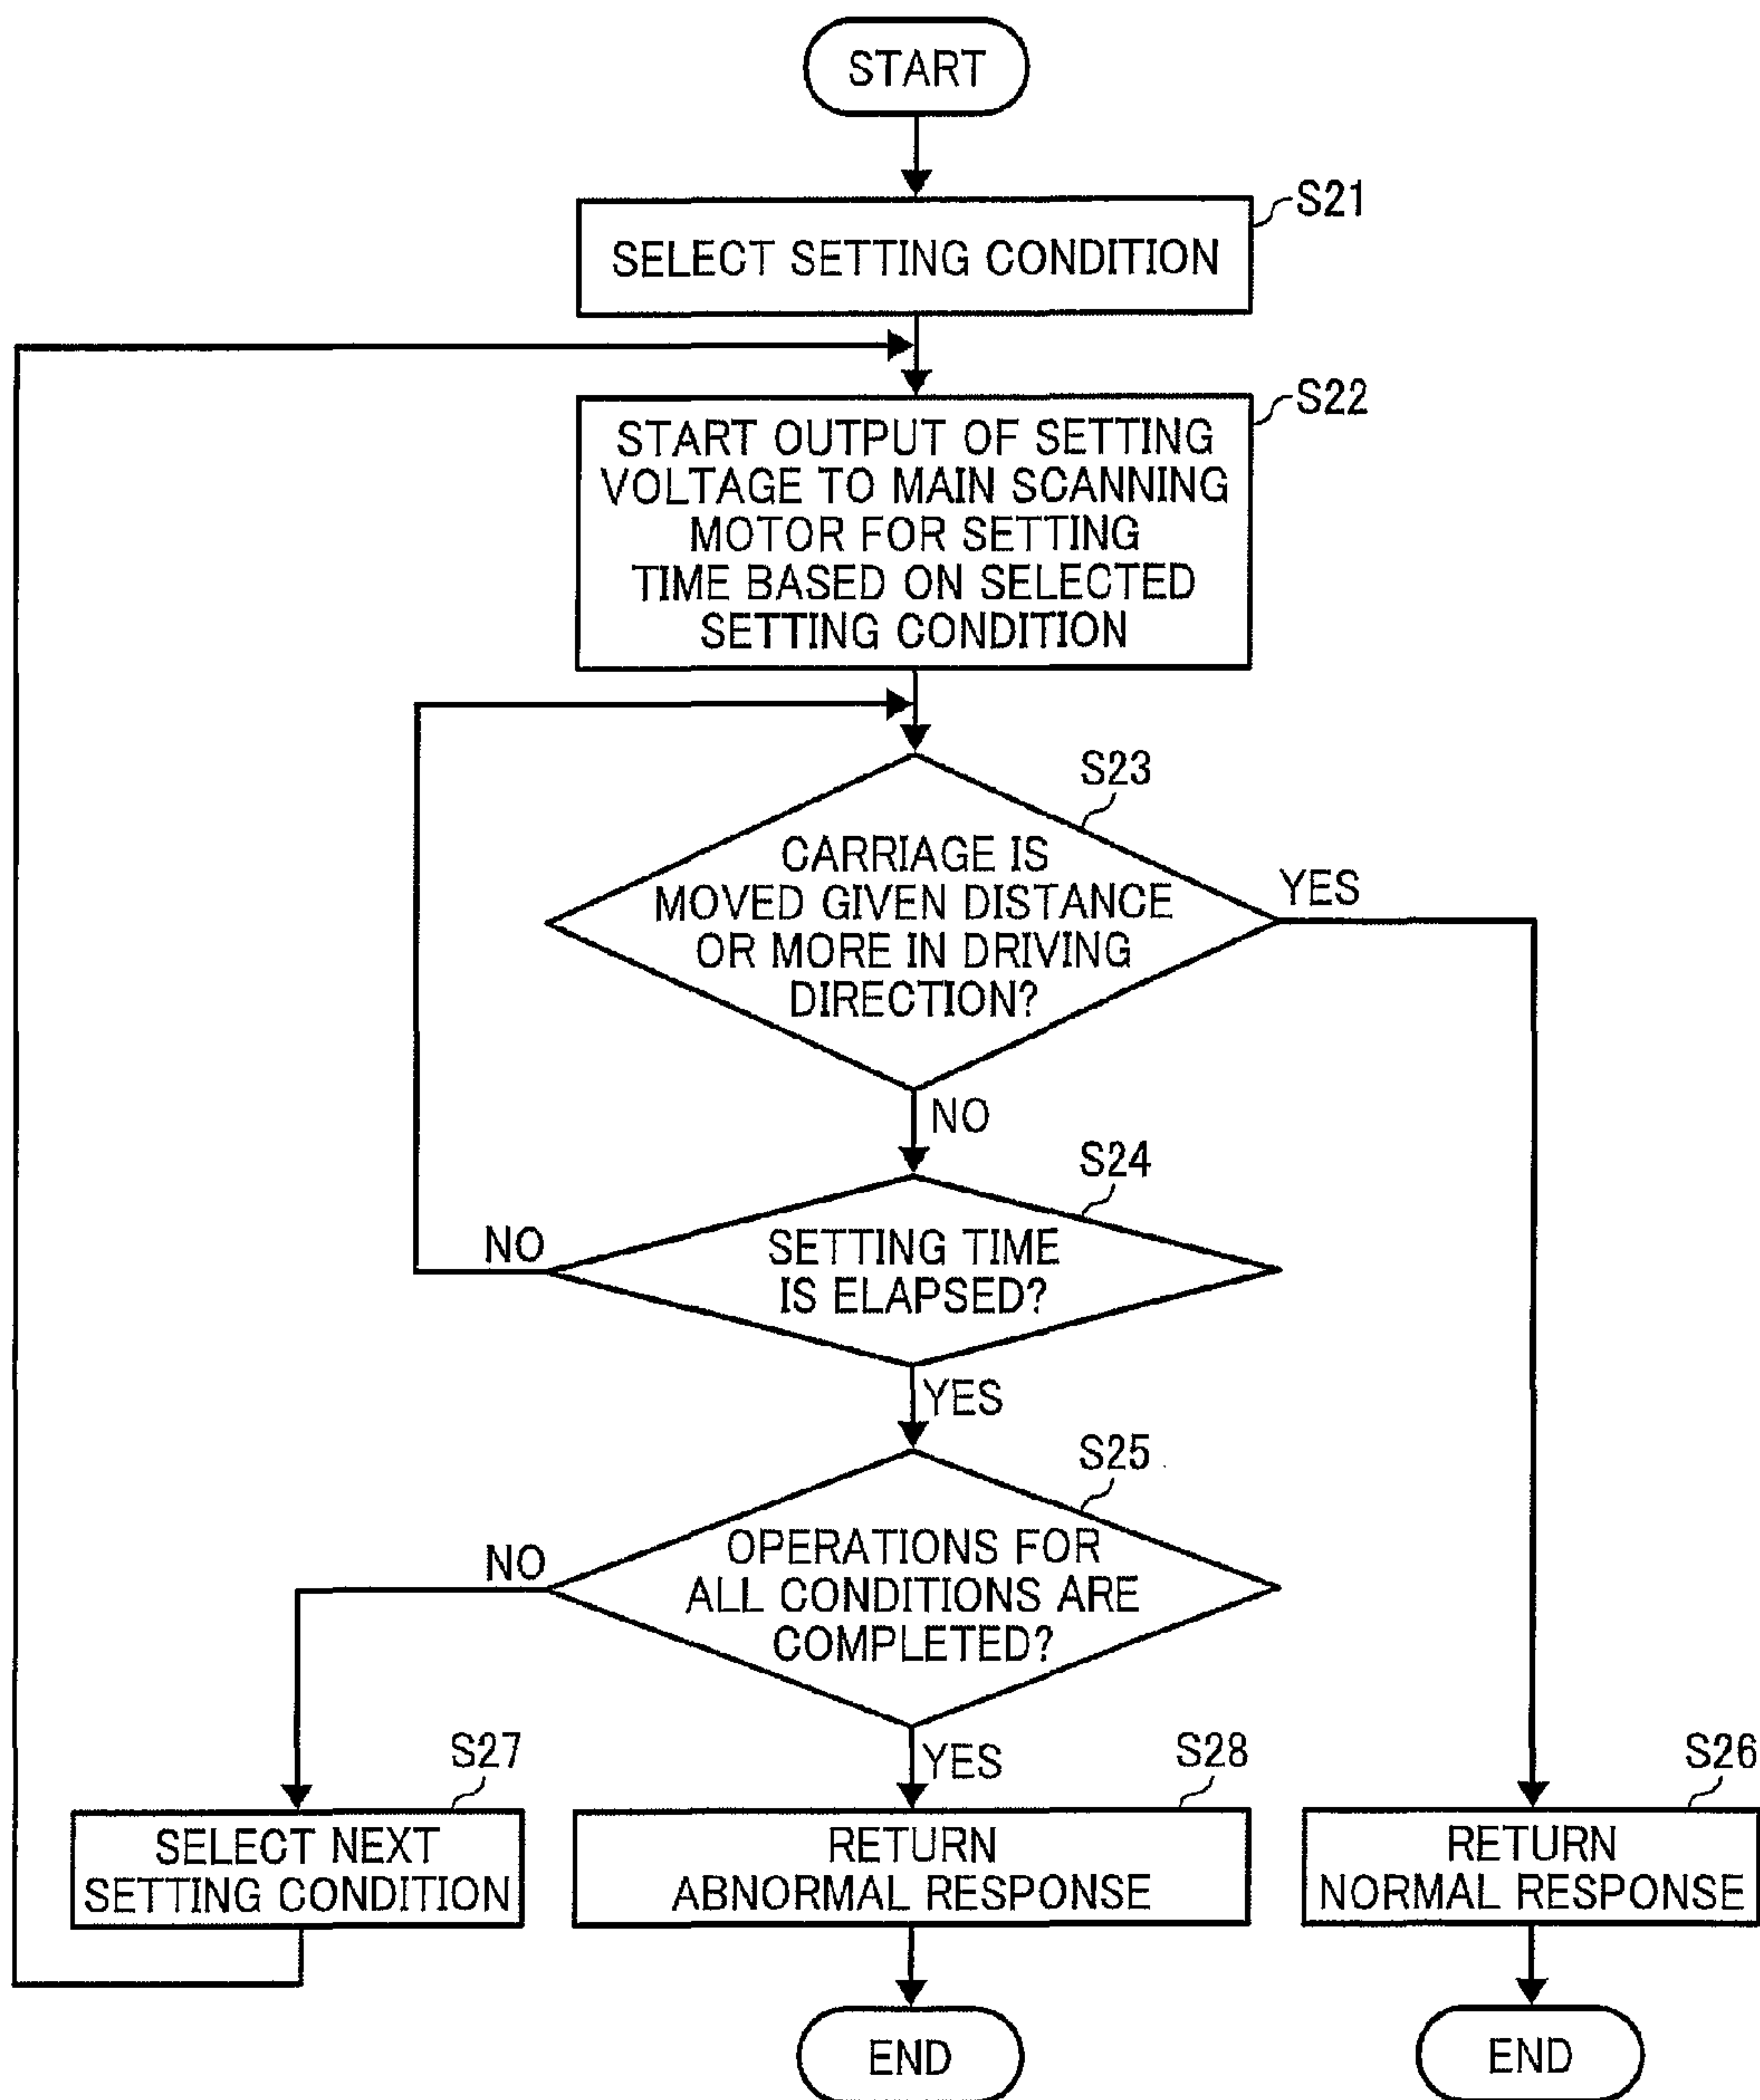 START
S21
SELECT SETTING CONDITION
S22
START OUTPUT OF SETTING
VOLTAGE TO MAIN SCANNING
MOTOR FOR SETTING
TIME BASED ON SELECTED
SETTING CONDITION
S23
CARRIAGE IS
MOVED GIVEN DISTANCE
OR MORE IN DRIVING
DIRECTION?
YES
NO
S24
SETTING TIME
IS ELAPSED?
NO
YES
S25
OPERATIONS FOR
ALL CONDITIONS ARE
COMPLETED?
NO
YES
S27
SELECT NEXT
SETTING CONDITION
S28
RETURN
ABNORMAL RESPONSE
S26
RETURN
NORMAL RESPONSE
END
END